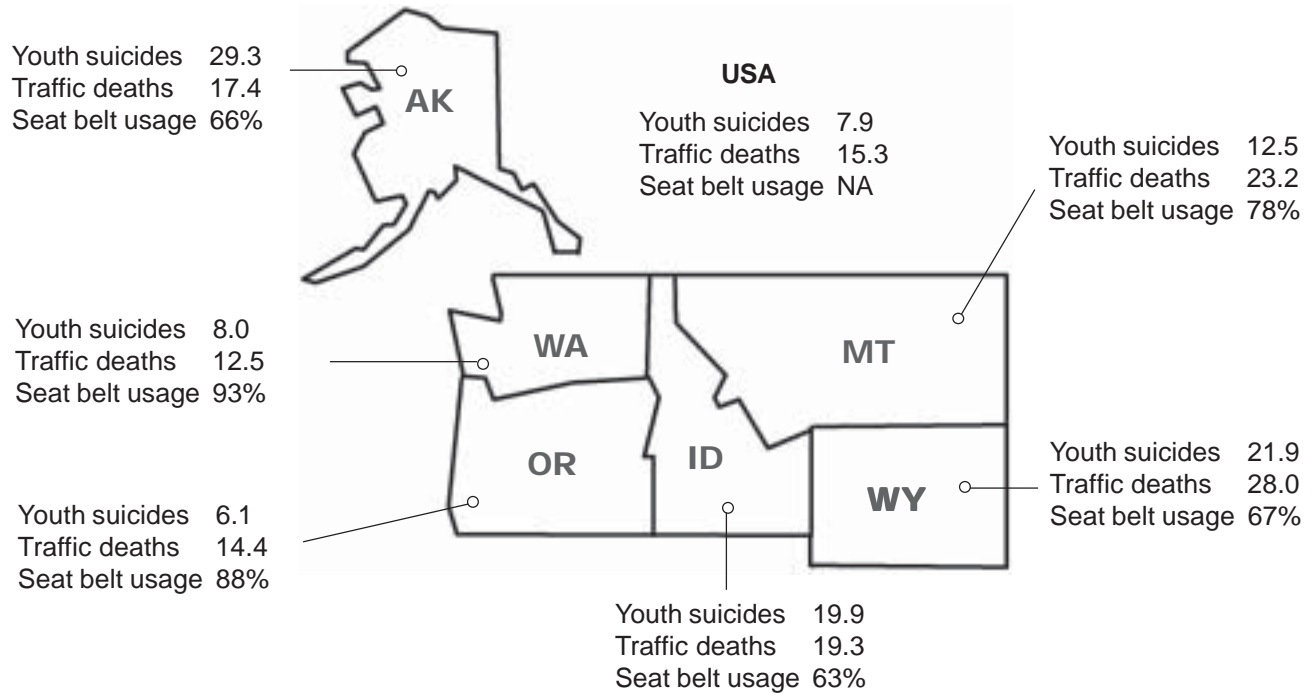 Youth suicides 29.3
Traffic deaths 17.4
Seat belt usage 66%
AK
USA
Youth suicides 7.9
Traffic deaths 15.3
Seat belt usage NA
Youth suicides 12.5
Traffic deaths 23.2
Seat belt usage 78%
Youth suicides 8.0
Traffic deaths 12.5
Seat belt usage 93%
WA
MT
Youth suicides 6.1
Traffic deaths 14.4
Seat belt usage 88%
OR
ID
WY
Youth suicides 21.9
Traffic deaths 28.0
Seat belt usage 67%
Youth suicides 19.9
Traffic deaths 19.3
Seat belt usage 63%